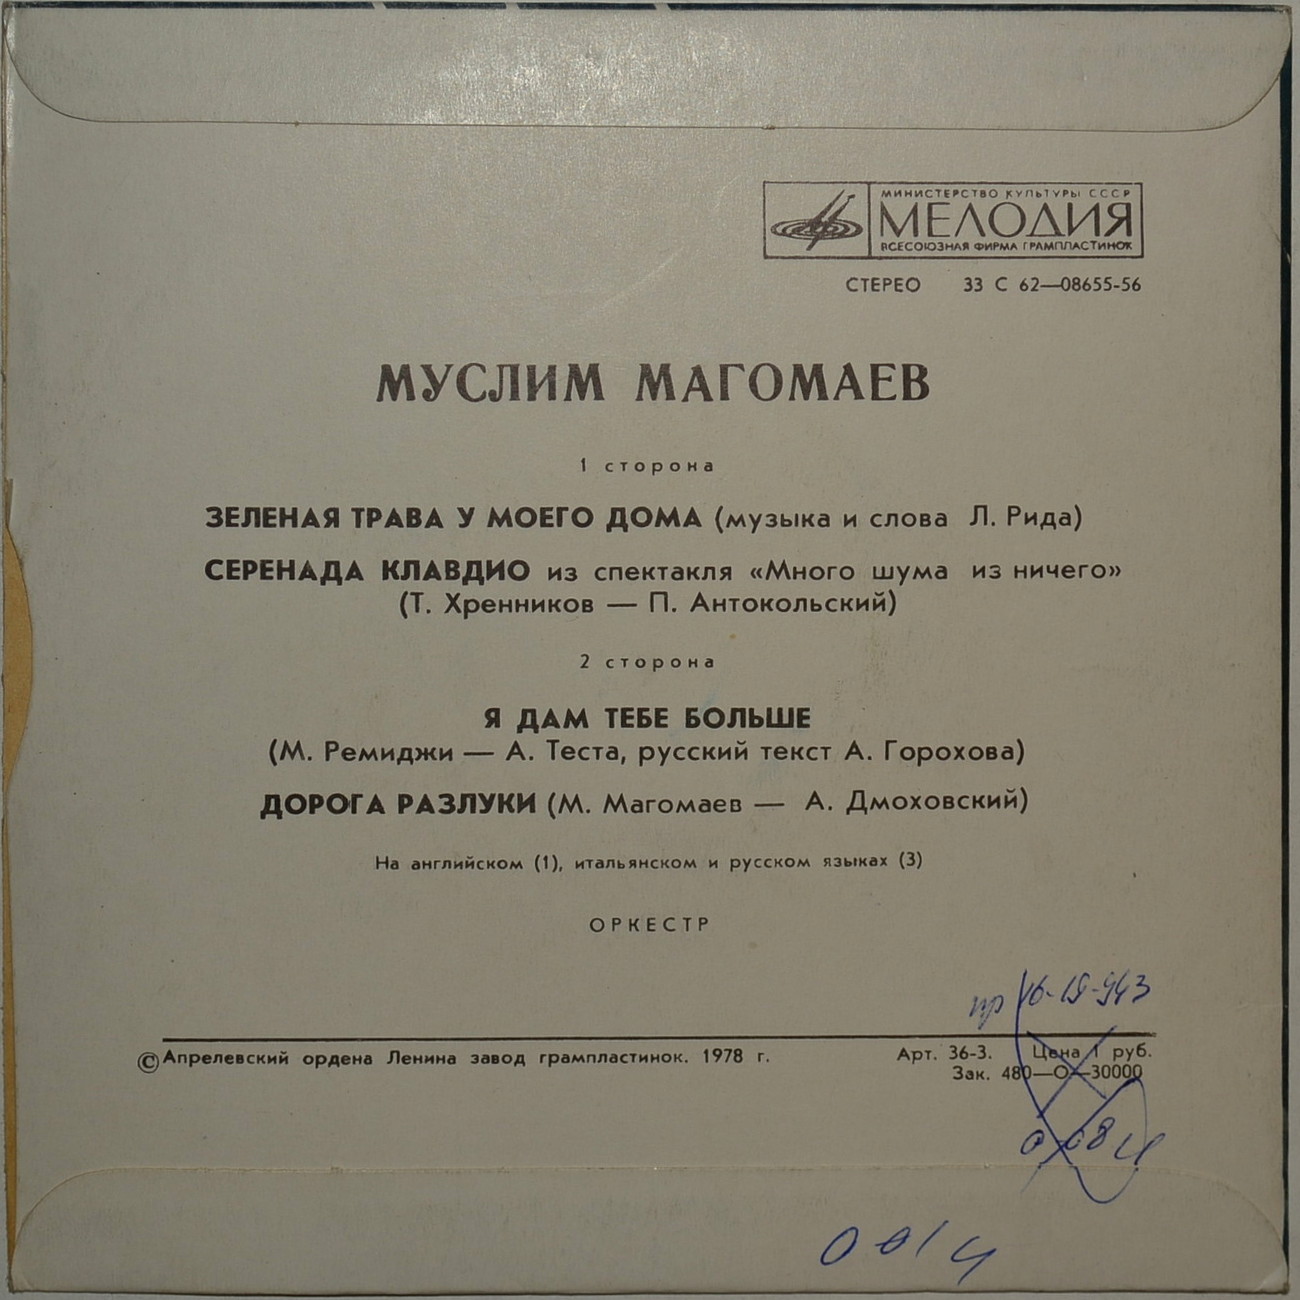 МИНИСТЕРСТВО КУЛЬТУРЫ СССР
МЕЛОДИЯ
ВСЕСОЮЗНАЯ ФИРМА ГРАМПЛАСТИНОК
СТЕРЕО 33 С 62—08655-56
МУСЛИМ МАГОМАЕВ
1 сторона
ЗЕЛЕНАЯ ТРАВА У МОЕГО ДОМА (музыка и слова Л. Рида)
СЕРЕНАДА КЛАВДИО из спектакля «Много шума из ничего»
(Т. Хренников — П. Антокольский)
2 сторона
Я ДАМ ТЕБЕ БОЛЬШЕ
(М. Ремиджи — А. Теста, русский текст А. Горохова)
ДОРОГА РАЗЛУКИ (М. Магомаев — А. Дмоховский)
На английском (1), итальянском и русском языках (3)
ОРКЕСТР
© Апрелевский ордена Ленина завод грампластинок. 1978 г.
Арт. 36-3. Цена 1 руб.
Зак. 480—О—30000